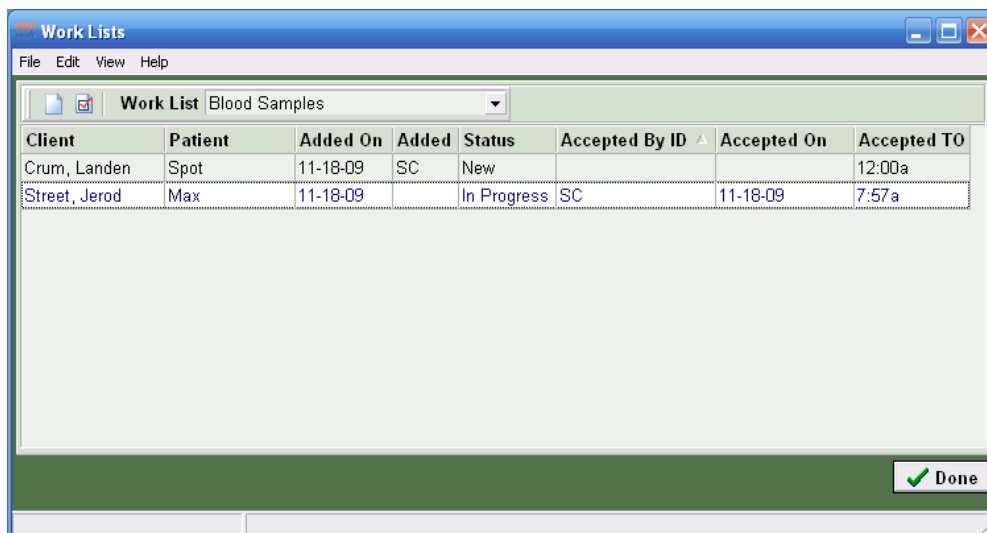 Work Lists
File Edit View Help
Work List Blood Samples
Client Patient Added On Added Status Accepted By ID Accepted On Accepted TO
Crum, Landen Spot 11-18-09 SC New 12:00a
Street, Jerod Max 11-18-09 In Progress SC 11-18-09 7:57a
Done